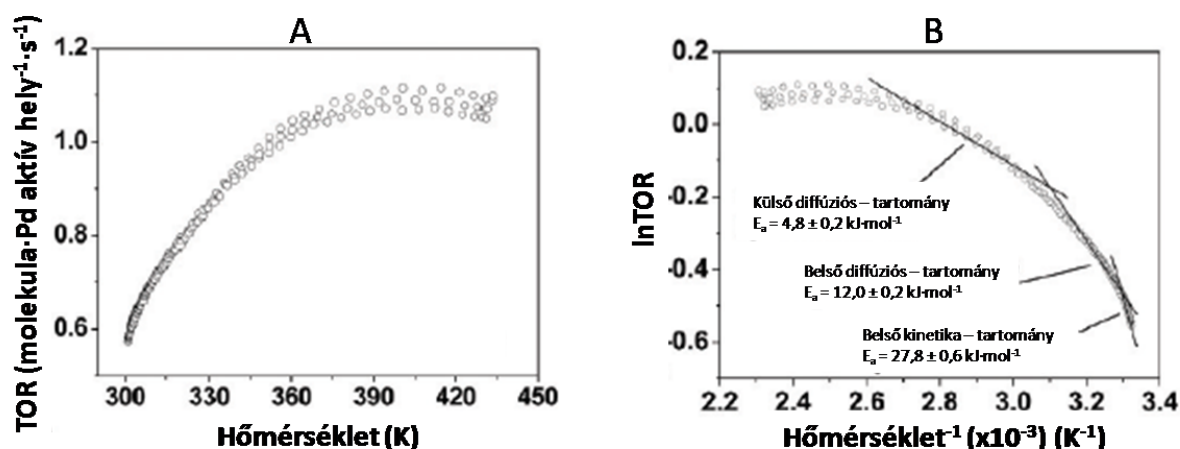 A
TOR (molekula·Pd aktív hely⁻¹·s⁻¹)
1.2
1.0
0.8
0.6
300 330 360 390 420 450
Hőmérséklet (K)
B
lnTOR
0.2
0.0
-0.2
-0.4
-0.6
Külső diffúziós – tartomány
Eₐ = 4,8 ± 0,2 kJ·mol⁻¹
Belső diffúziós – tartomány
Eₐ = 12,0 ± 0,2 kJ·mol⁻¹
Belső kinetika – tartomány
Eₐ = 27,8 ± 0,6 kJ·mol⁻¹
2.2 2.4 2.6 2.8 3.2 3.2 3.4
Hőmérséklet⁻¹ (x10⁻³) (K⁻¹)